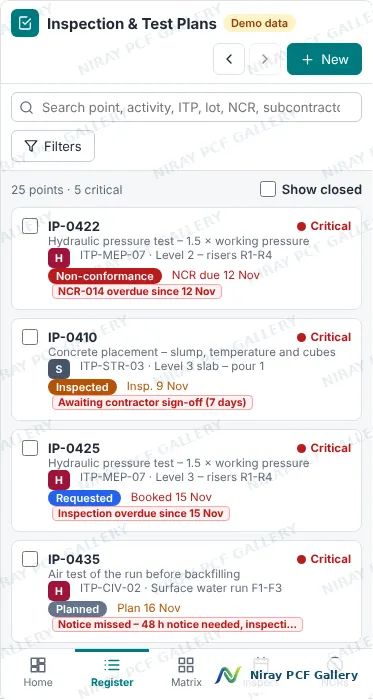 Inspection & Test Plans Demo data
New
Search point, activity, ITP, lot, NCR, subcontracto
Filters
25 points · 5 critical Show closed
IP-0422 Critical
Hydraulic pressure test – 1.5 × working pressure
H ITP-MEP-07 · Level 2 – risers R1-R4
Non-conformance NCR due 12 Nov
NCR-014 overdue since 12 Nov
IP-0410 Critical
Concrete placement – slump, temperature and cubes
S ITP-STR-03 · Level 3 slab – pour 1
Inspected Insp. 9 Nov
Awaiting contractor sign-off (7 days)
IP-0425 Critical
Hydraulic pressure test – 1.5 × working pressure
H ITP-MEP-07 · Level 3 – risers R1-R4
Requested Booked 15 Nov
Inspection overdue since 15 Nov
IP-0435 Critical
Air test of the run before backfilling
H ITP-CIV-02 · Surface water run F1-F3
Planned Plan 16 Nov
Notice missed – 48 h notice needed, inspecti...
Home Register Matrix
Niray PCF Gallery
NIRAY PCF GALLERY